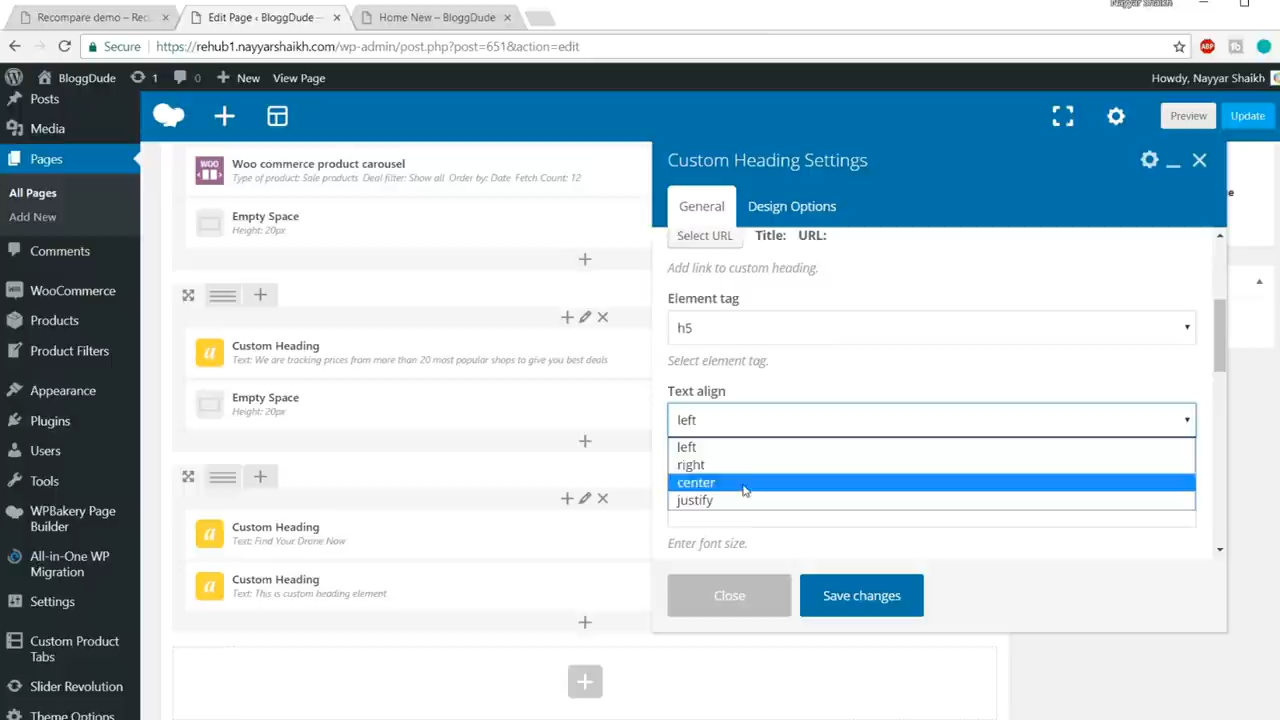 Nayyar Shaikh
Recompare demo – Rec
Edit Page ‹ BloggDude —
Home New – BloggDude
Secure
https://rehub1.nayyarshaikh.com/wp-admin/post.php?post=651&action=edit
ABP
BloggDude
1
0
New
View Page
Howdy, Nayyar Shaikh
Posts
Media
Pages
All Pages
Add New
Comments
WooCommerce
Products
Product Filters
Appearance
Plugins
Users
Tools
WPBakery Page
Builder
All-in-One WP
Migration
Settings
Custom Product
Tabs
Slider Revolution
Theme Options
Preview
Update
WOO
Woo commerce product carousel
Type of product: Sale products Deal filter: Show all Order by: Date Fetch Count: 12
Empty Space
Height: 20px
Custom Heading
Text: We are tracking prices from more than 20 most popular shops to give you best deals
Empty Space
Height: 20px
Custom Heading
Text: Find Your Drone Now
Custom Heading
Text: This is custom heading element
Custom Heading Settings
General
Design Options
Select URL
Title: URL:
Add link to custom heading.
Element tag
h5
Select element tag.
Text align
left
left
right
center
justify
Enter font size.
Close
Save changes